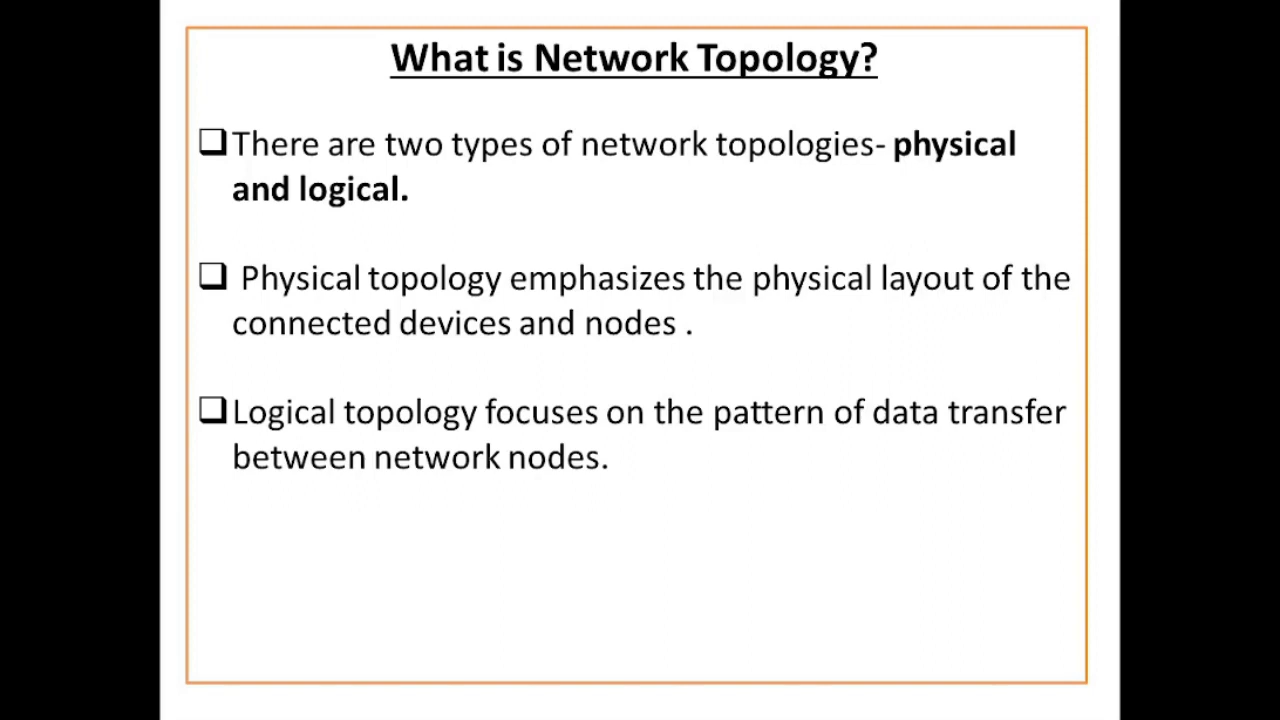 What is Network Topology?
❑There are two types of network topologies- physical
and logical.
❑ Physical topology emphasizes the physical layout of the
connected devices and nodes .
❑Logical topology focuses on the pattern of data transfer
between network nodes.